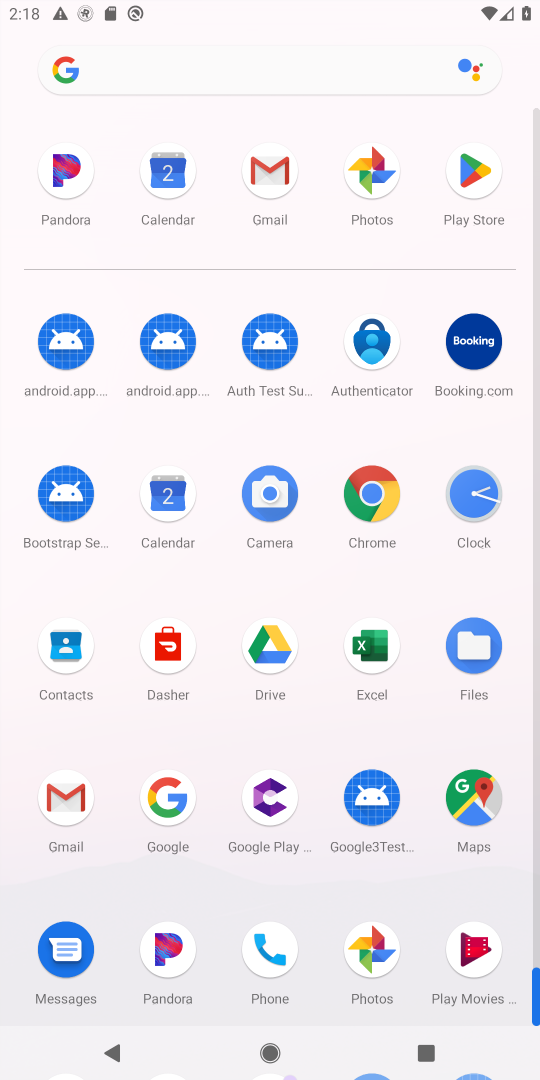 2:18
Pandora Calendar Gmail Photos Play Store
2
android.app.... android.app.... Auth Test Su... Authenticator Booking.com
Booking
Bootstrap Se... Calendar Camera Chrome Clock
2
Contacts Dasher Drive Excel Files
Gmail Google Google Play ... Google3Test... Maps
Messages Pandora Phone Photos Play Movies ...